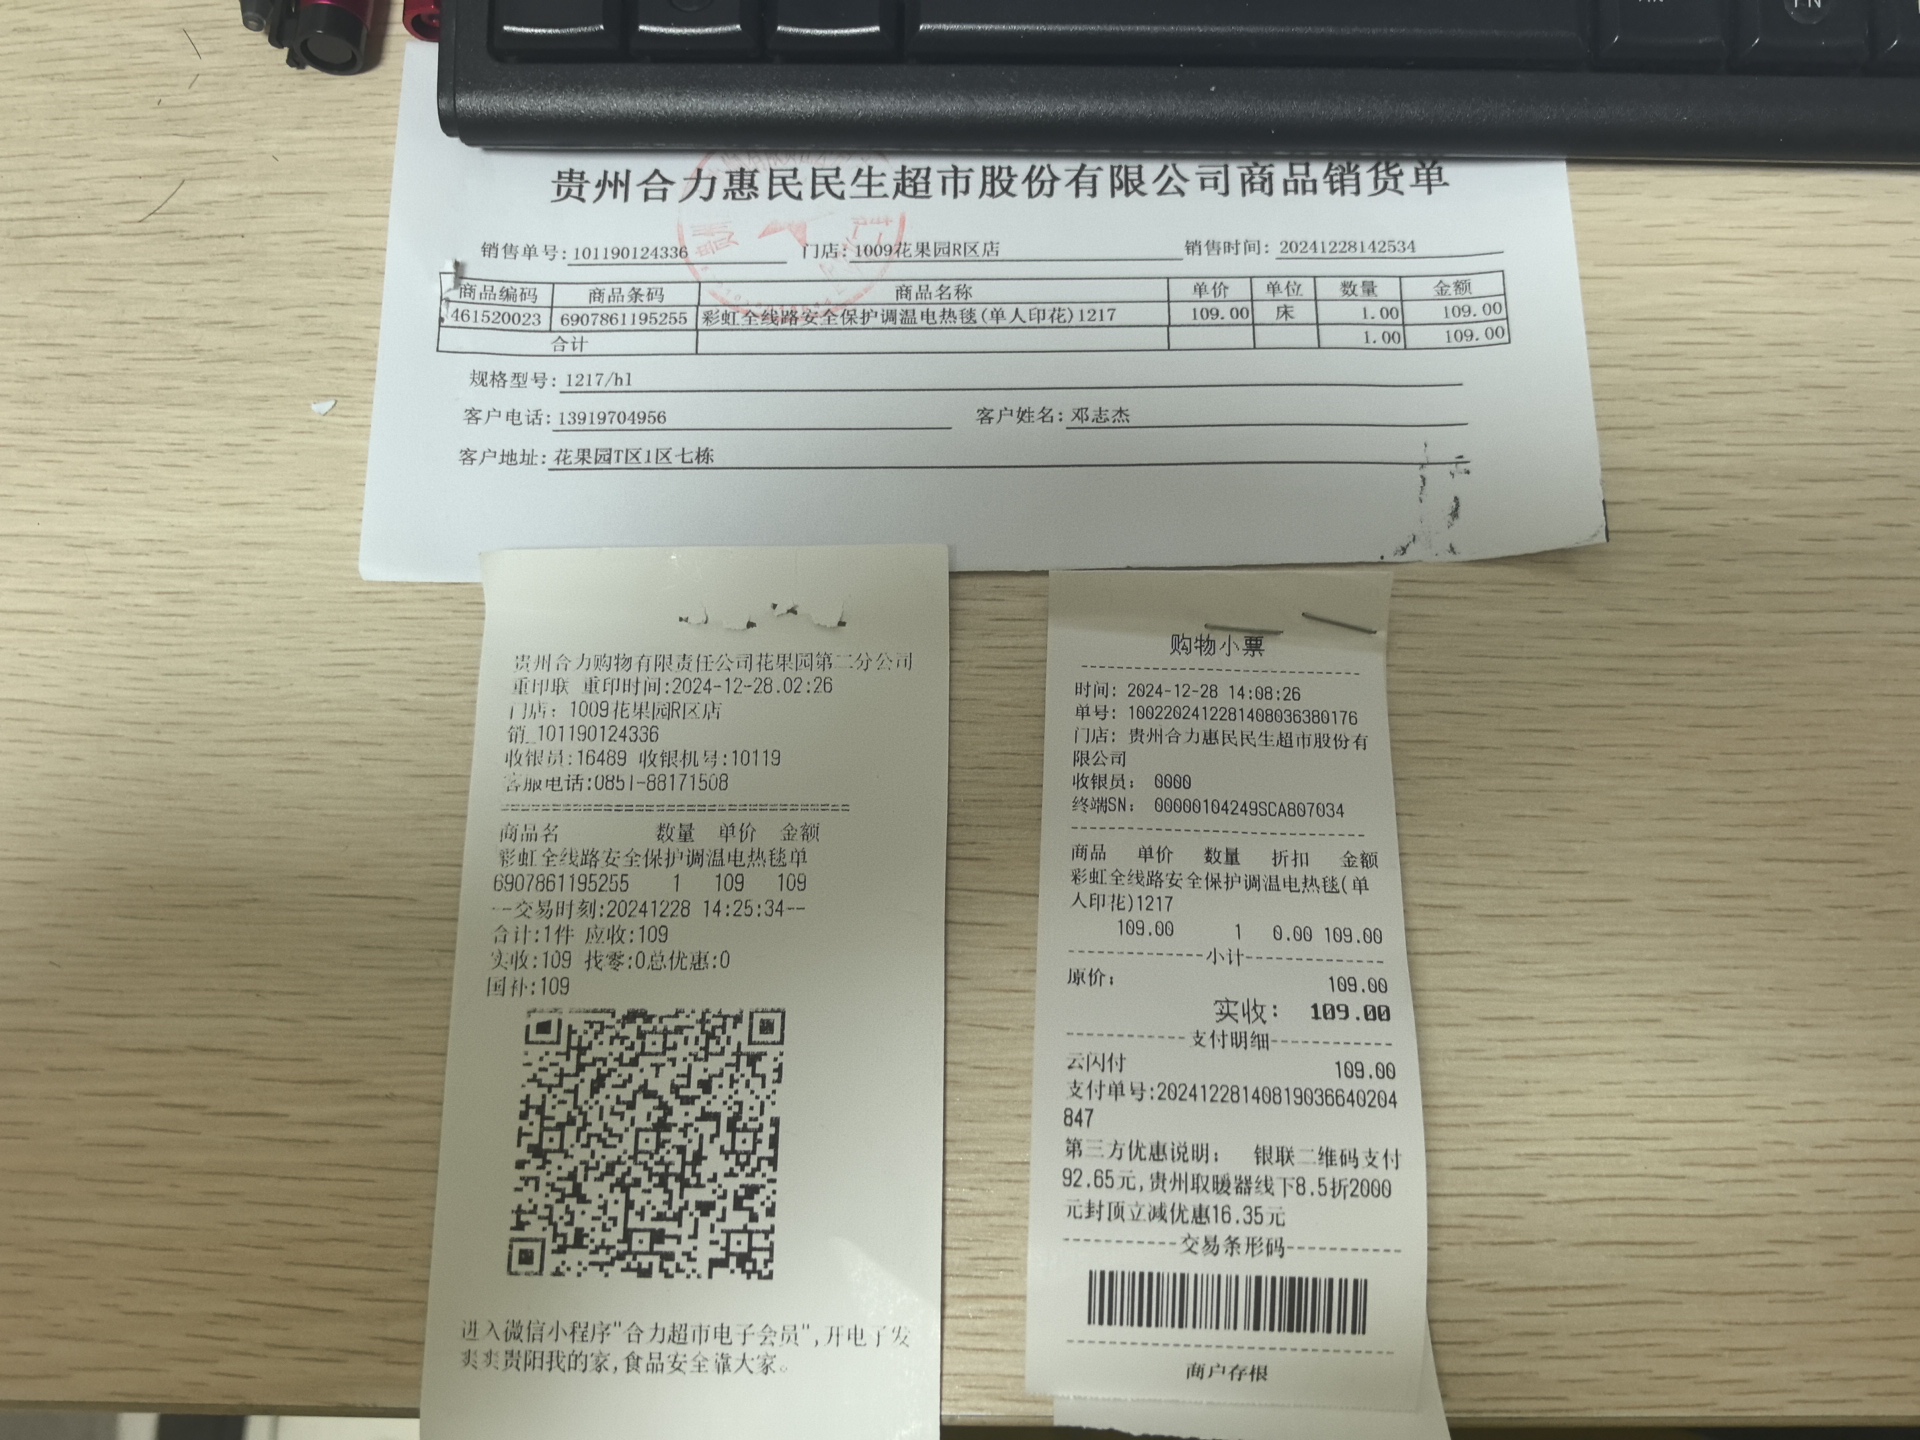 贵州合力惠民民生超市股份有限公司商品销货单
销售单号:101190124336 门店:1009花果园R区店 销售时间:20241228142534
商品编码 商品条码 商品名称 单价 单位 数量 金额
461520023 6907861195255 彩虹全线路安全保护调温电热毯(单人印花)1217 109.00 床 1.00 109.00
合计 1.00 109.00
规格型号:1217/hl
客户电话:13919704956 客户姓名:邓志杰
客户地址:花果园T区1区七栋
贵州合力购物有限责任公司花果园第二分公司
重印联 重印时间:2024-12-28.02:26
门店: 1009花果园R区店
销_101190124336
收银员:16489 收银机号:10119
客服电话:0851-88171508
==================================
商品名 数量 单价 金额
彩虹全线路安全保护调温电热毯单
6907861195255 1 109 109
--交易时刻:20241228 14:25:34--
合计:1件 应收:109
实收:109 找零:0总优惠:0
国补:109
进入微信小程序"合力超市电子会员",开电子发
爽爽贵阳我的家,食品安全靠大家。
购物小票
时间: 2024-12-28 14:08:26
单号: 10022024122814080363​80176
门店: 贵州合力惠民民生超市股份有
限公司
收银员: 0000
终端SN: 00000104249SCA807034
商品 单价 数量 折扣 金额
彩虹全线路安全保护调温电热毯(单
人印花)1217
109.00 1 0.00 109.00
小计
原价: 109.00
实收: 109.00
支付明细
云闪付 109.00
支付单号:20241228140819036640204
847
第三方优惠说明: 银联二维码支付
92.65元,贵州取暖器线下8.5折2000
元封顶立减优惠16.35元
交易条形码
商户存根